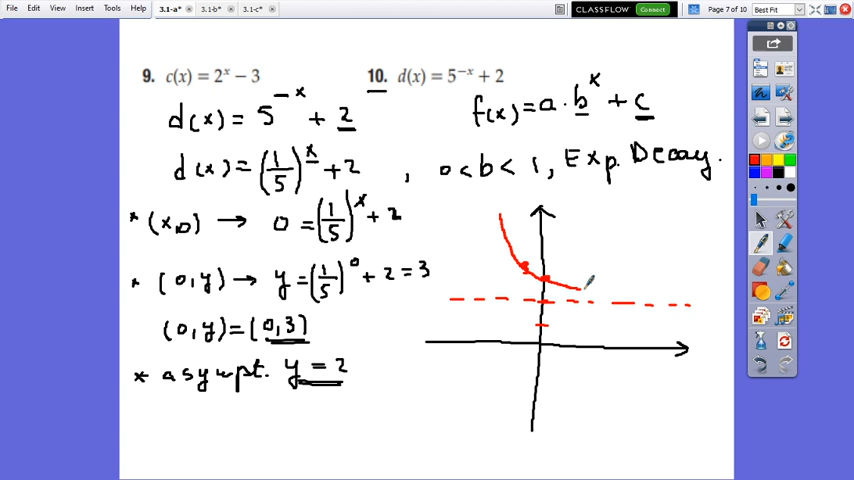 File View Edit Insert Tools Help 3.1-a* 3.1-b* 3.1-c* CLASSFLOW Connect Page 7 of 10 Best Fit
9. c(x) = 2ˣ − 3 10. d(x) = 5⁻ˣ + 2
d(x) = 5^-x + 2
f(x) = a · b^x + c
d(x) = (1/5)^x + 2 , 0 < b < 1, Exp. Decay.
* (x,0) → 0 = (1/5)^x + 2
* (0,y) → y = (1/5)^0 + 2 = 3
(0,y) = (0,3)
* asympt. y = 2